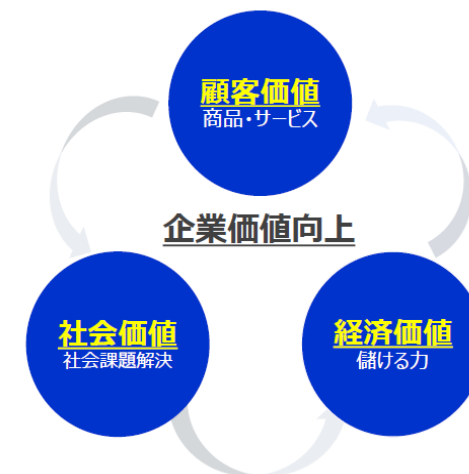 顧客価値
商品・サービス
企業価値向上
社会価値
社会課題解決
経済価値
儲ける力